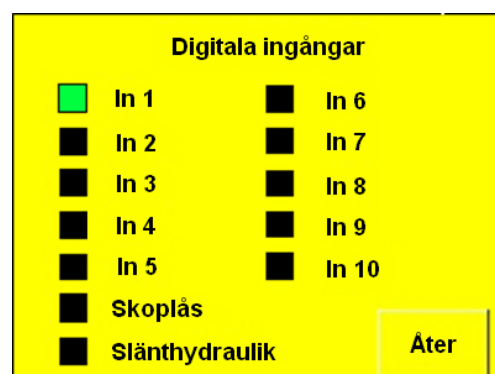 Digitala ingångar
In 1
In 2
In 3
In 4
In 5
Skoplås
Slänthydraulik
In 6
In 7
In 8
In 9
In 10
Åter